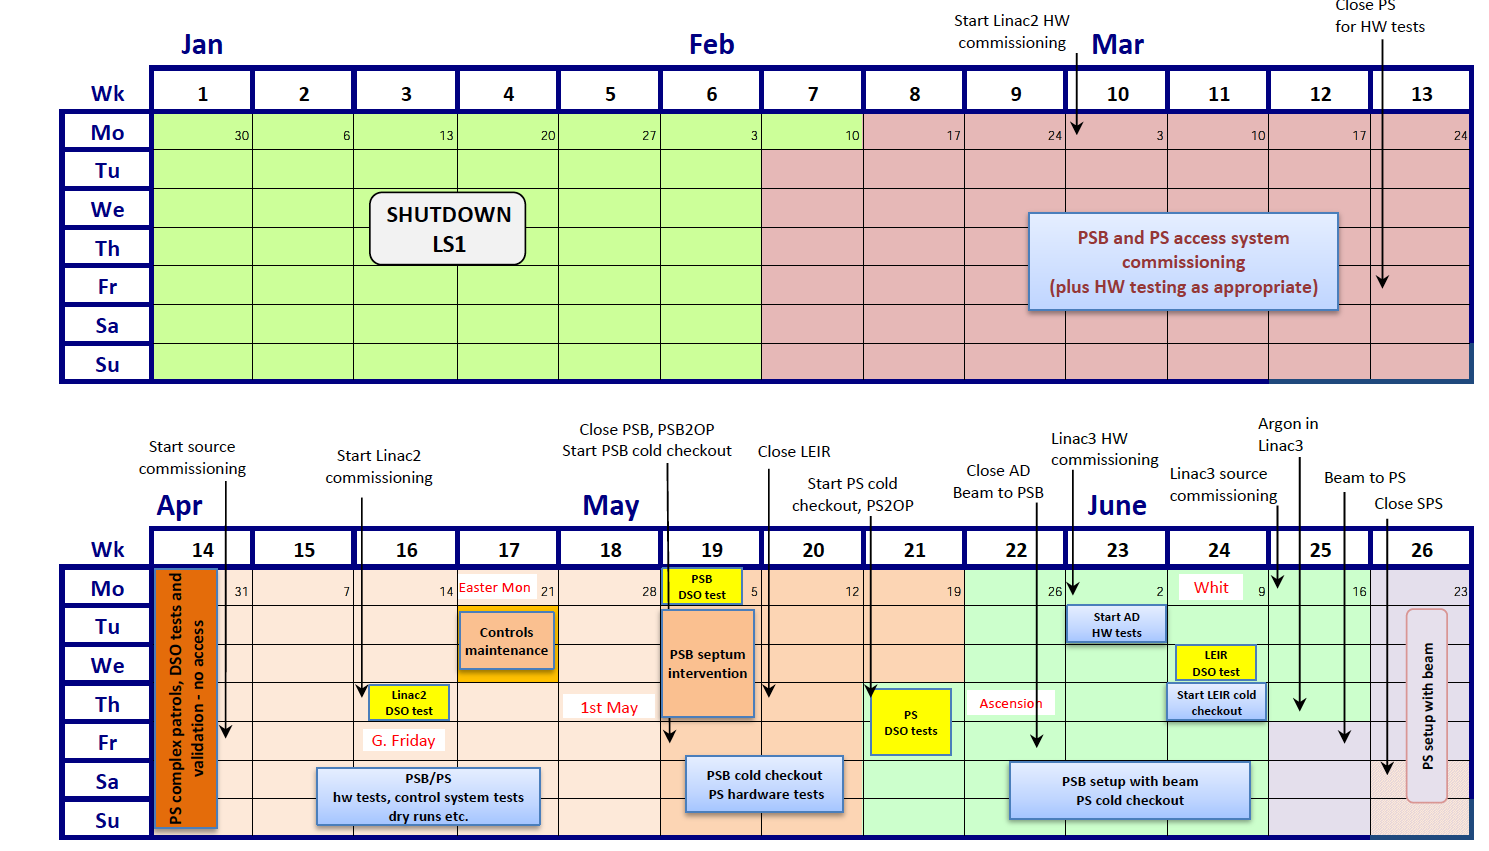 Close PS
for HW tests
Start Linac2 HW
commissioning
Jan Feb Mar
Wk 1 2 3 4 5 6 7 8 9 10 11 12 13
Mo 30 6 13 20 27 3 10 17 24 3 10 17 24
Tu
We
Th
Fr
Sa
Su
SHUTDOWN
LS1
PSB and PS access system
commissioning
(plus HW testing as appropriate)
Start source
commissioning
Start Linac2
commissioning
Close PSB, PSB2OP
Start PSB cold checkout
Close LEIR
Start PS cold
checkout, PS2OP
Close AD
Beam to PSB
Linac3 HW
commissioning
Linac3 source
commissioning
Argon in
Linac3
Beam to PS
Close SPS
Apr May June
Wk 14 15 16 17 18 19 20 21 22 23 24 25 26
Mo 31 7 14 Easter Mon 21 28 5 12 19 26 2 Whit 9 16 23
Tu
We
Th
Fr
Sa
Su
PS complex patrols, DSO tests and
validation - no access
Linac2
DSO test
G. Friday
PSB/PS
hw tests, control system tests
dry runs etc.
Controls
maintenance
1st May
PSB
DSO test
PSB septum
intervention
PSB cold checkout
PS hardware tests
PS
DSO tests
Ascension
Start AD
HW tests
LEIR
DSO test
Start LEIR cold
checkout
PSB setup with beam
PS cold checkout
PS setup with beam